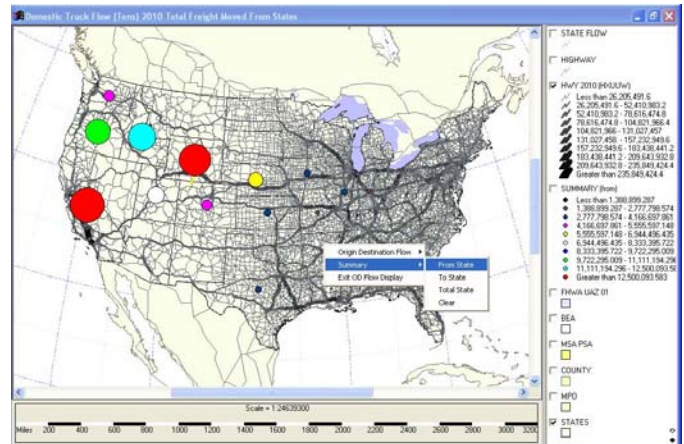 Domestic Truck Flow (Tons) 2010 Total Freight Moved From States
STATE FLOW
HIGHWAY
HWY 2010 (HXUUW)
Less than 26,205,491.6
26,205,491.6 - 52,410,983.2
52,410,983.2 - 78,616,474.8
78,616,474.8 - 104,821,966.4
104,821,966 - 131,027,457
131,027,458. - 157,232,949.6
157,232,949.6 - 183,438,441.2
183,438,441.2 - 209,643,932.8
209,643,932.8 - 235,849,424.4
Greater than 235,849,424.4
SUMMARY (from)
Less than 1,388,899.287
1,388,899.287 - 2,777,798.574
2,777,798.574 - 4,166,697.861
4,166,697.861 - 5,555,597.148
5,555,597.148 - 6,944,496.435
6,944,496.435 - 8,333,395.722
8,333,395.722 - 9,722,295.009
9,722,295.009 - 11,111,194.296
11,111,194.296 - 12,500,093.583
Greater than 12,500,093.583
FHWA UAZ 01
BEA
MSA PSA
COUNTY
MPO
STATES
Origin Destination Flow
Summary
Exit OD Flow Display
From State
To State
Total State
Clear
Scale = 1:24639300
Miles 200 400 600 800 1000 1200 1400 1600 1800 2000 2200 2400 2600 2800 3000 3200